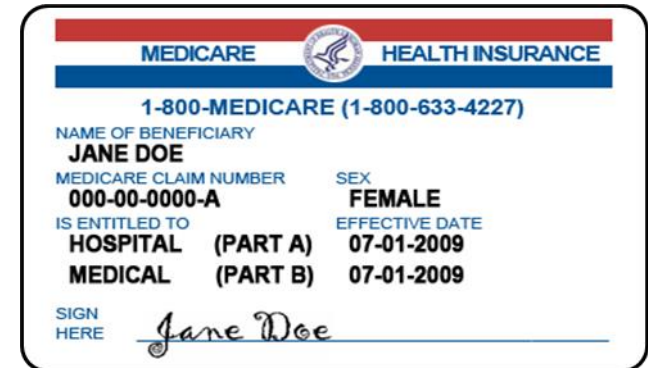 MEDICARE HEALTH INSURANCE
1-800-MEDICARE (1-800-633-4227)
NAME OF BENEFICIARY
JANE DOE
MEDICARE CLAIM NUMBER SEX
000-00-0000-A FEMALE
IS ENTITLED TO EFFECTIVE DATE
HOSPITAL (PART A) 07-01-2009
MEDICAL (PART B) 07-01-2009
SIGN
HERE Jane Doe